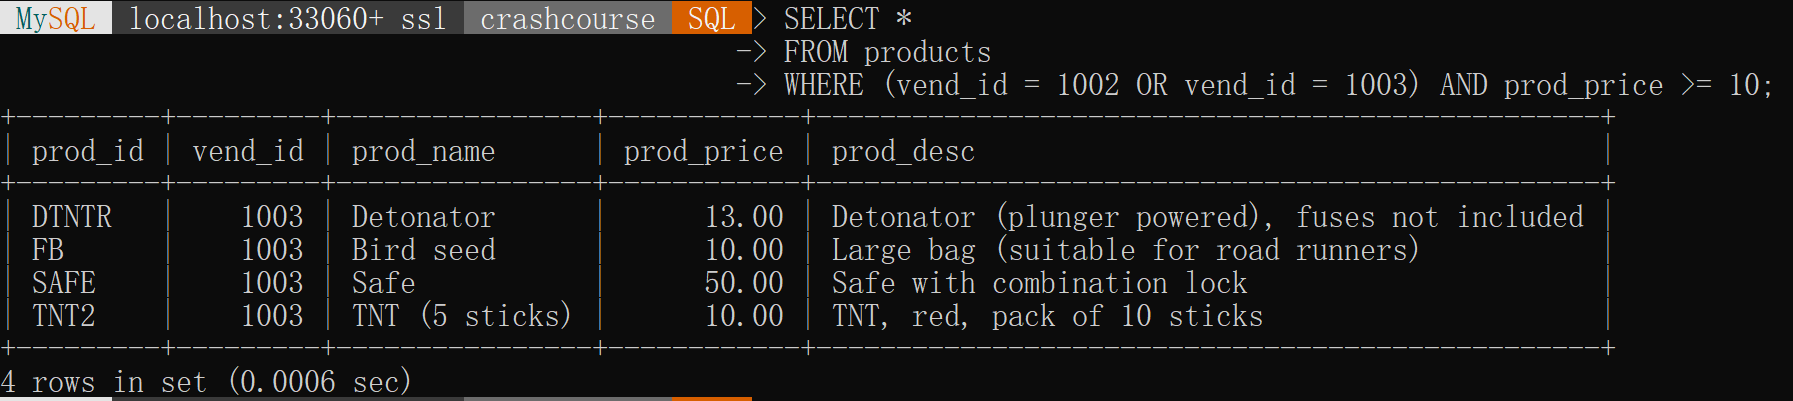 MySQL localhost:33060+ ssl crashcourse SQL > SELECT *
-> FROM products
-> WHERE (vend_id = 1002 OR vend_id = 1003) AND prod_price >= 10;
+---------+---------+----------------+------------+-------------------------------------------------+
| prod_id | vend_id | prod_name      | prod_price | prod_desc                                       |
+---------+---------+----------------+------------+-------------------------------------------------+
| DTNTR   |    1003 | Detonator      |      13.00 | Detonator (plunger powered), fuses not included |
| FB      |    1003 | Bird seed      |      10.00 | Large bag (suitable for road runners)           |
| SAFE    |    1003 | Safe           |      50.00 | Safe with combination lock                      |
| TNT2    |    1003 | TNT (5 sticks) |      10.00 | TNT, red, pack of 10 sticks                     |
+---------+---------+----------------+------------+-------------------------------------------------+
4 rows in set (0.0006 sec)